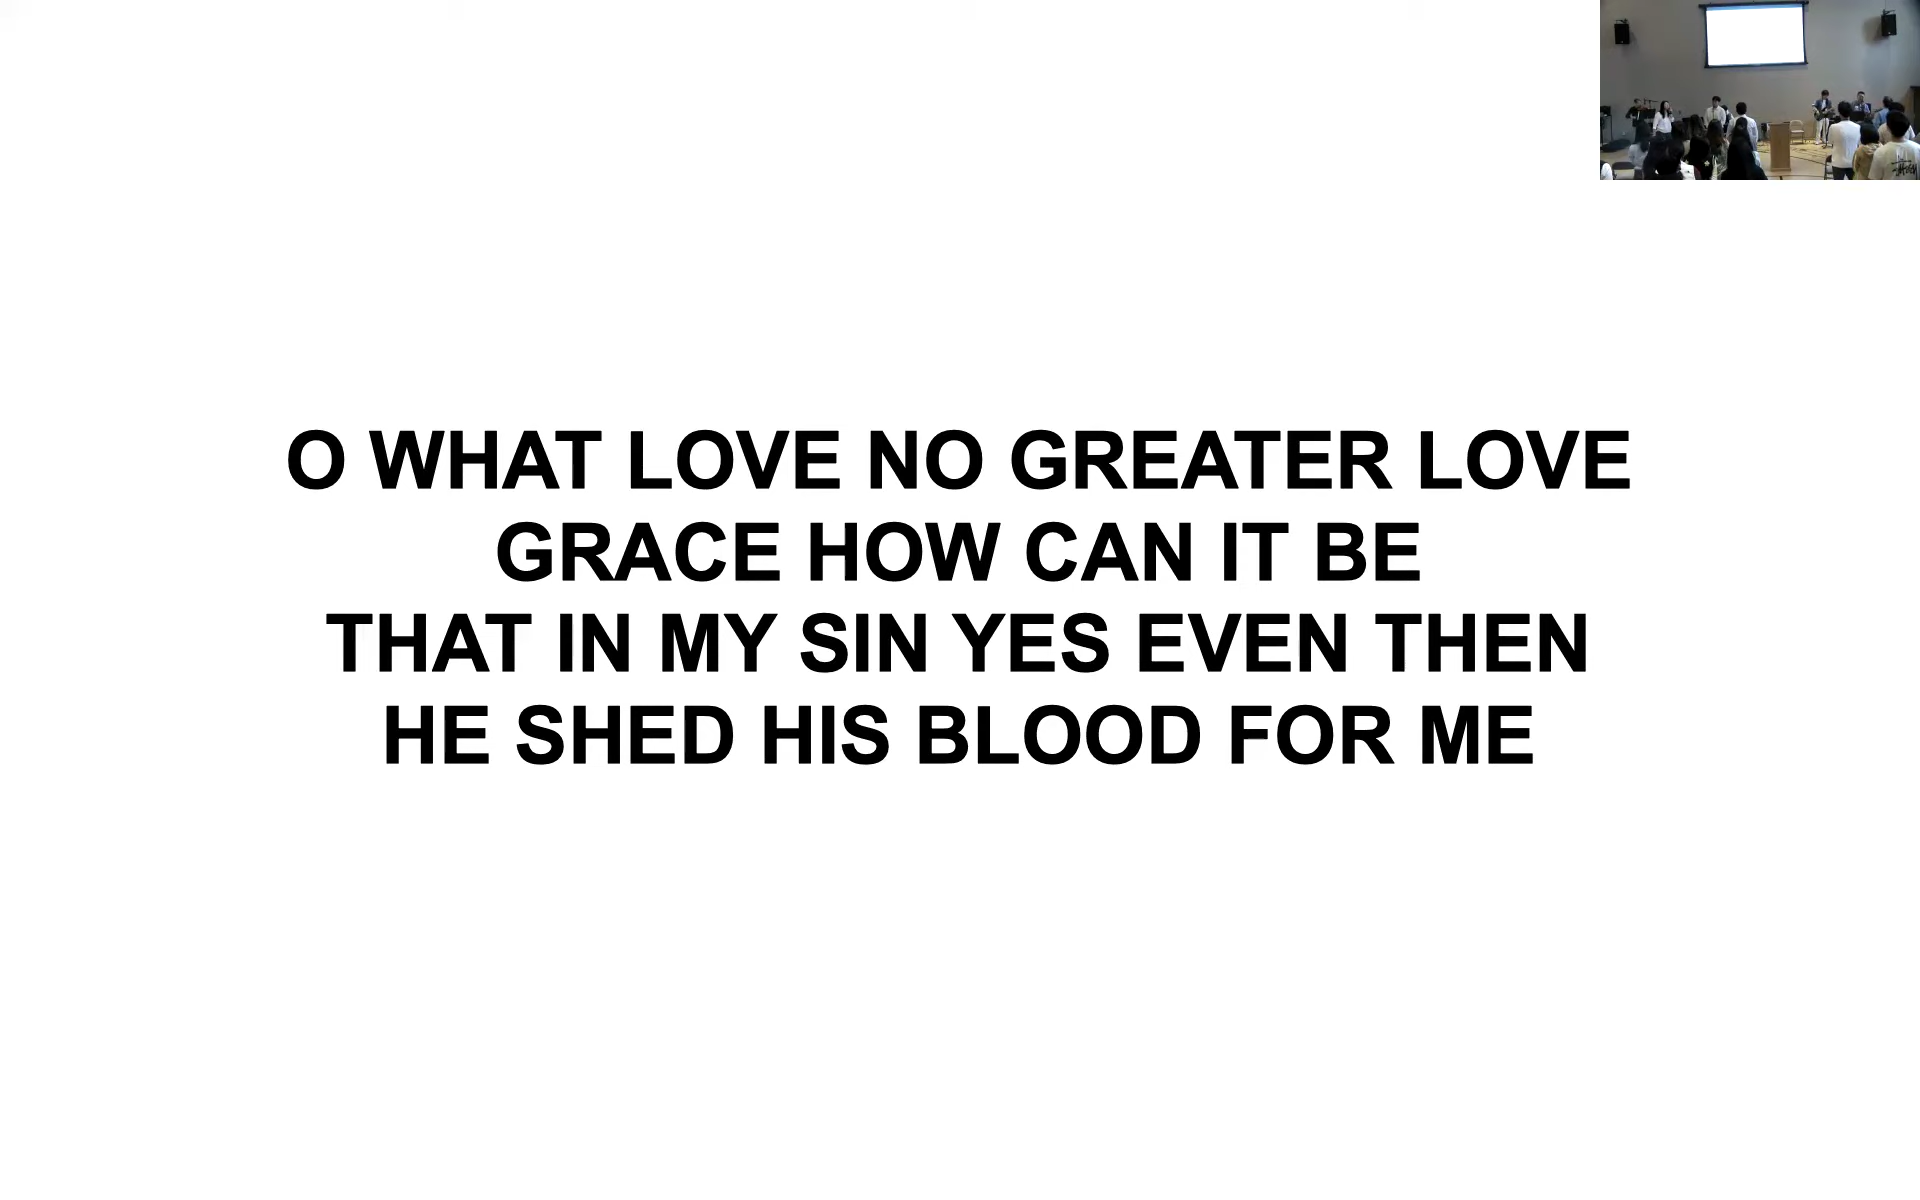 O WHAT LOVE NO GREATER LOVE
GRACE HOW CAN IT BE
THAT IN MY SIN YES EVEN THEN
HE SHED HIS BLOOD FOR ME